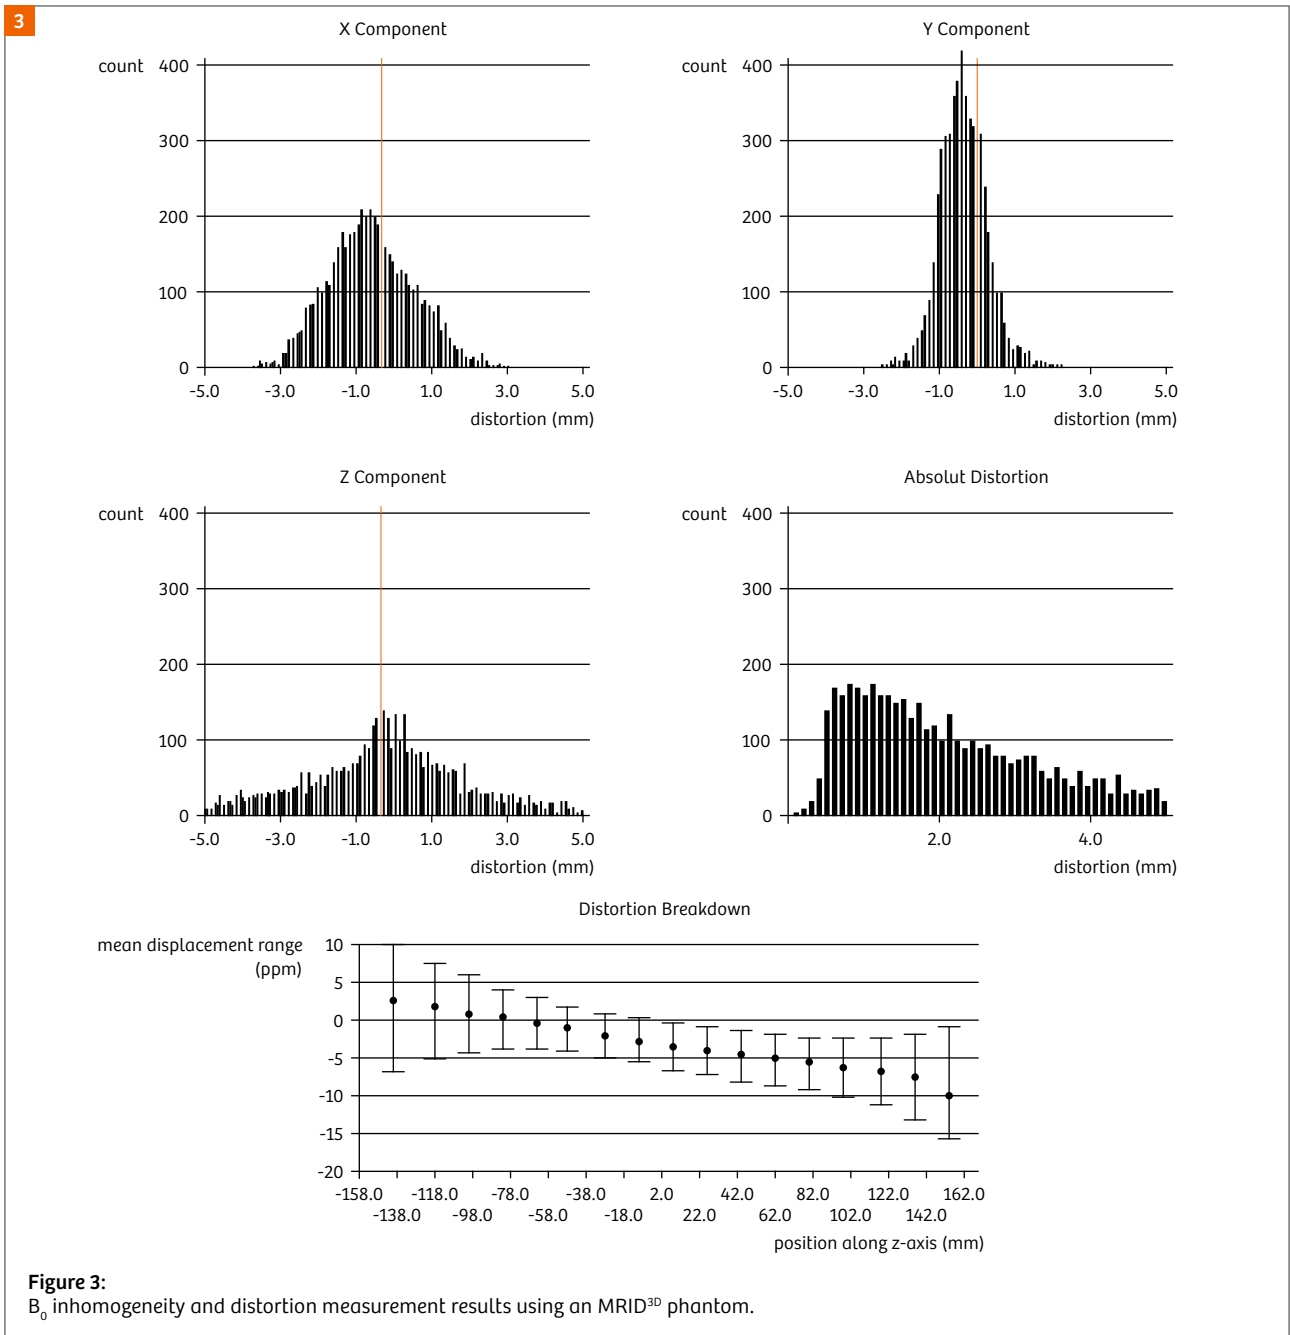 3
X Component
count 400
300
200
100
0
-5.0 -3.0 -1.0 1.0 3.0 5.0
distortion (mm)
Y Component
count 400
300
200
100
0
-5.0 -3.0 -1.0 1.0 3.0 5.0
distortion (mm)
Z Component
count 400
300
200
100
0
-5.0 -3.0 -1.0 1.0 3.0 5.0
distortion (mm)
Absolut Distortion
count 400
300
200
100
0
2.0 4.0
distortion (mm)
Distortion Breakdown
mean displacement range
(ppm)
10
5
0
-5
-10
-15
-20
-158.0 -118.0 -78.0 -38.0 2.0 42.0 82.0 122.0 162.0
-138.0 -98.0 -58.0 -18.0 22.0 62.0 102.0 142.0
position along z-axis (mm)
Figure 3:
B₀ inhomogeneity and distortion measurement results using an MRID³ᴰ phantom.